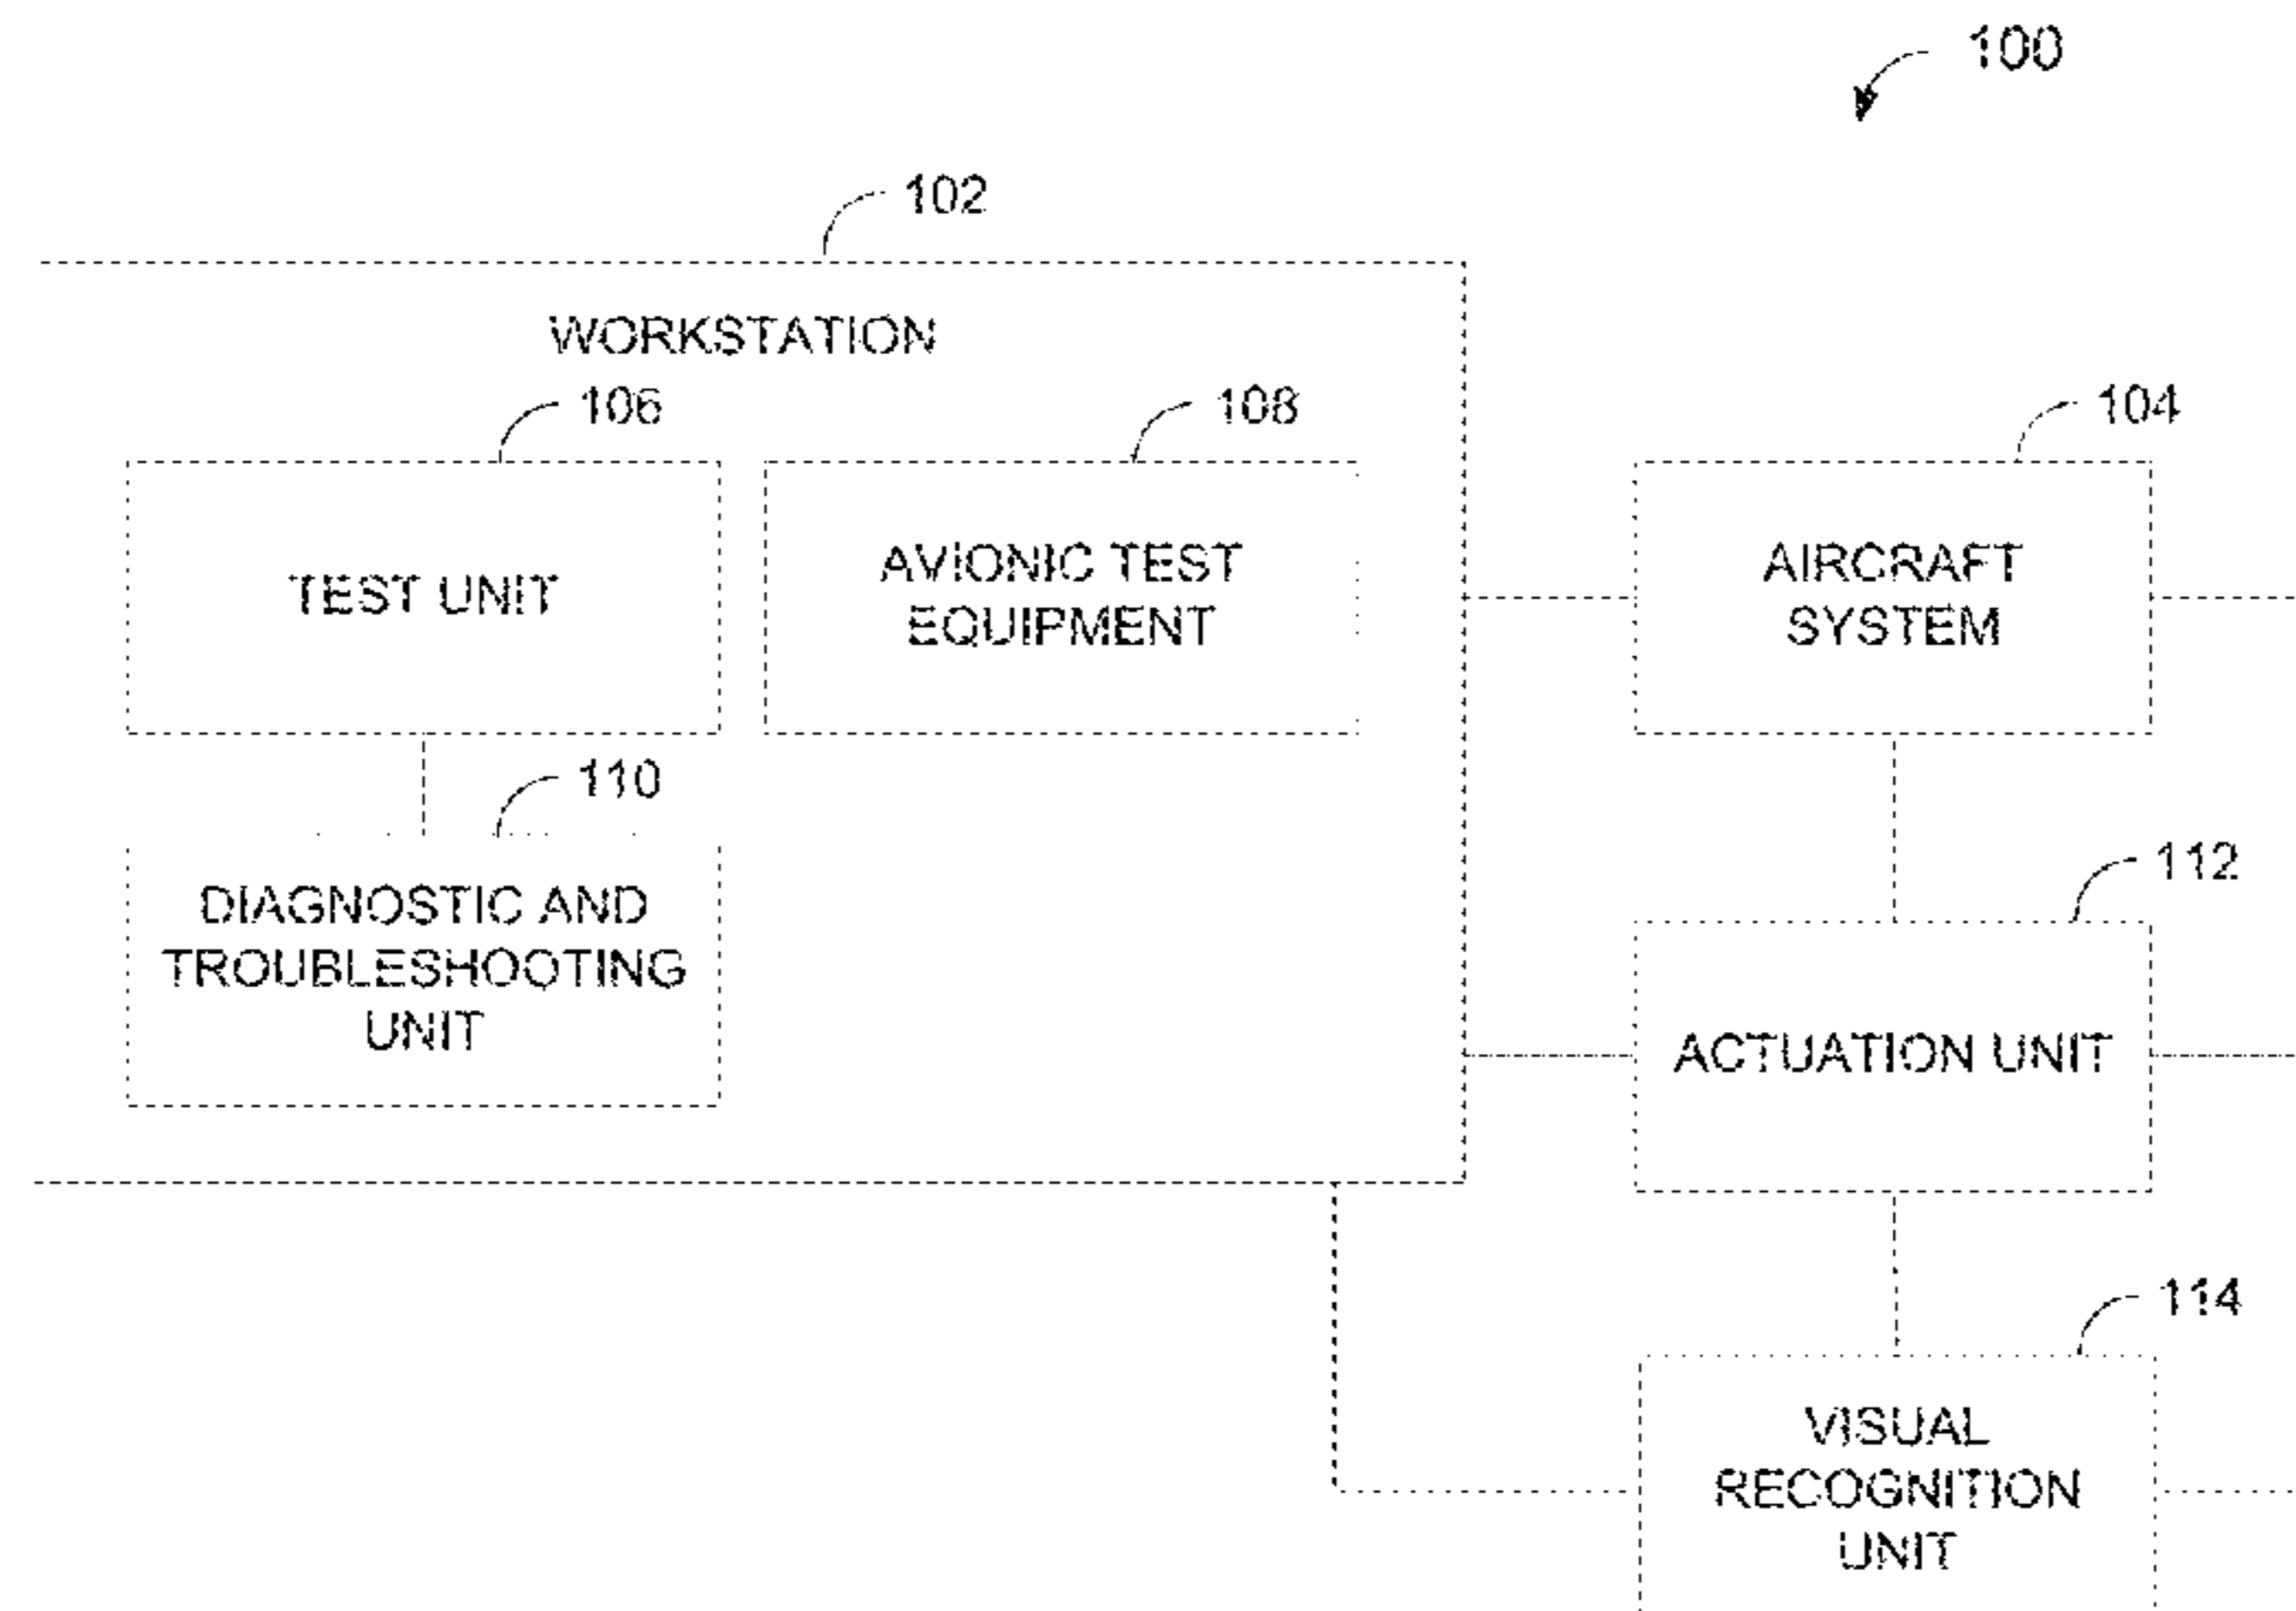 100
102
WORKSTATION
106
108
104
TEST UNIT
AVIONIC TEST
EQUIPMENT
AIRCRAFT
SYSTEM
110
DIAGNOSTIC AND
TROUBLESHOOTING
UNIT
112
ACTUATION UNIT
114
VISUAL
RECOGNITION
UNIT